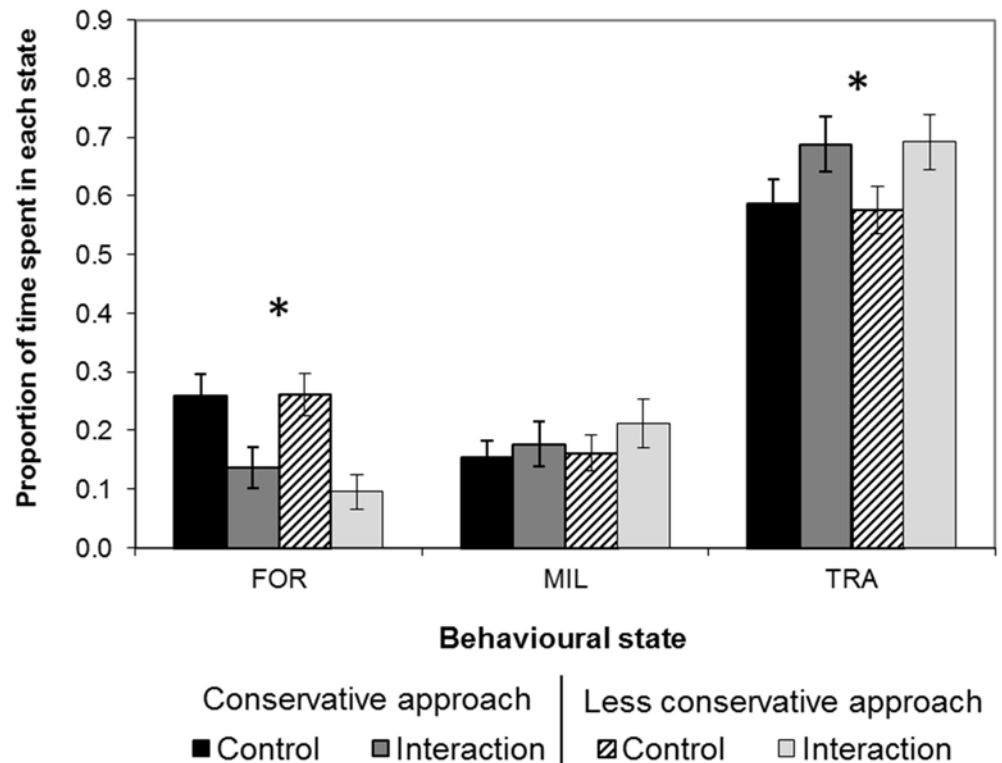 Proportion of time spent in each state
0.9
0.8
0.7
0.6
0.5
0.4
0.3
0.2
0.1
0.0
*
*
FOR MIL TRA
Behavioural state
Conservative approach Less conservative approach
Control Interaction Control Interaction